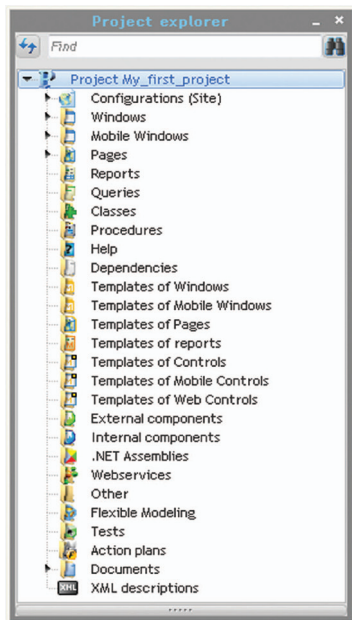 Project explorer
Find
Project My_first_project
Configurations (Site)
Windows
Mobile Windows
Pages
Reports
Queries
Classes
Procedures
Help
Dependencies
Templates of Windows
Templates of Mobile Windows
Templates of Pages
Templates of reports
Templates of Controls
Templates of Mobile Controls
Templates of Web Controls
External components
Internal components
.NET Assemblies
Webservices
Other
Flexible Modeling
Tests
Action plans
Documents
XML descriptions